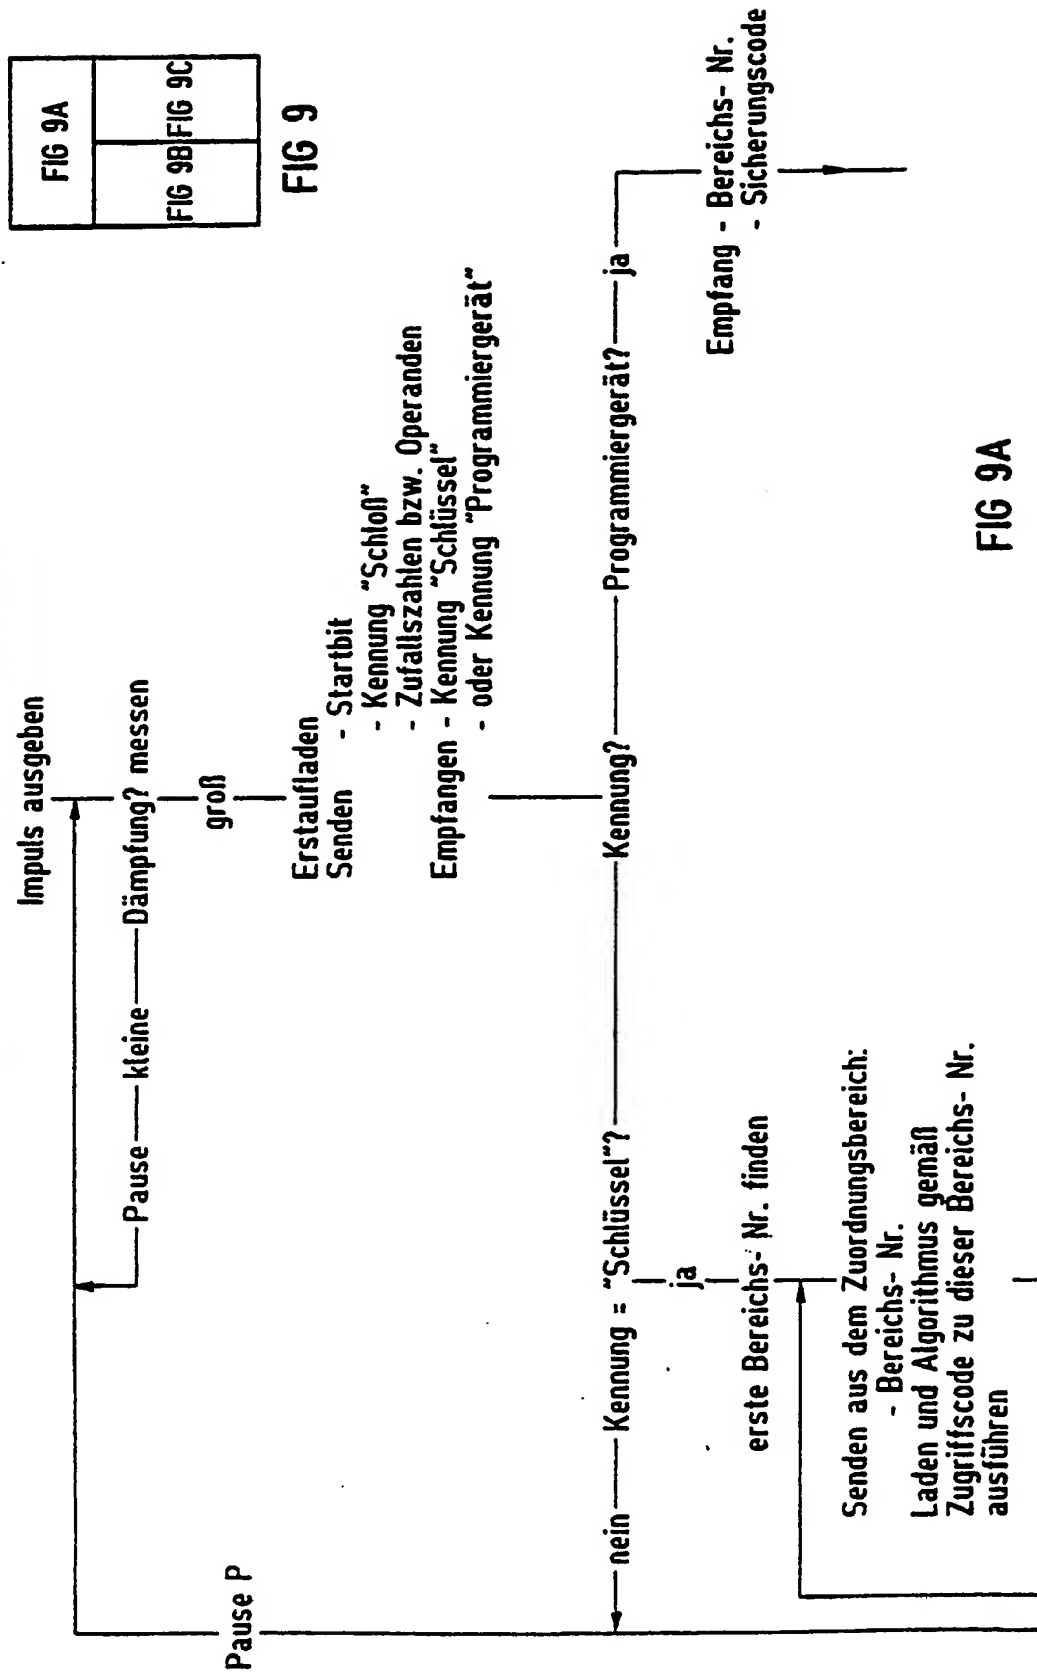 FIG 9A
FIG 9B FIG 9C
FIG 9
Impuls ausgeben
Pause kleine Dämpfung? messen
groß
Erstaufladen
Senden - Startbit
- Kennung "Schloß"
- Zufallszahlen bzw. Operanden
Empfangen - Kennung "Schlüssel"
- oder Kennung "Programmiergerät"
Pause P
nein Kennung = "Schlüssel"? Kennung? Programmiergerät? ja
ja
erste Bereichs- Nr. finden
Empfang - Bereichs- Nr.
- Sicherungscode
Senden aus dem Zuordnungsbereich:
- Bereichs- Nr.
Laden und Algorithmus gemäß
Zugriffscode zu dieser Bereichs- Nr.
ausführen
FIG 9A